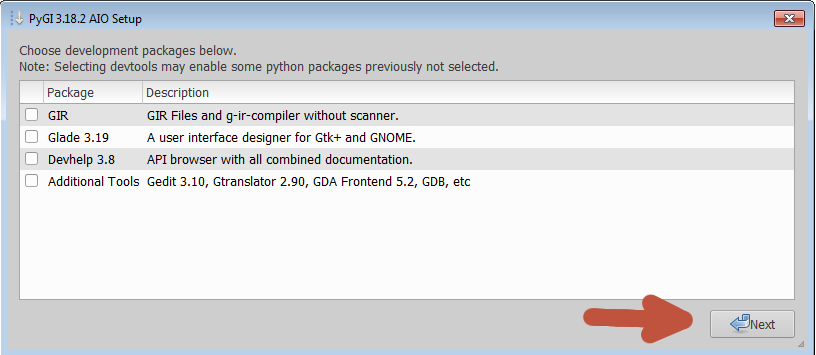 PyGI 3.18.2 AIO Setup
Choose development packages below.
Note: Selecting devtools may enable some python packages previously not selected.
Package Description
GIR GIR Files and g-ir-compiler without scanner.
Glade 3.19 A user interface designer for Gtk+ and GNOME.
Devhelp 3.8 API browser with all combined documentation.
Additional Tools Gedit 3.10, Gtranslator 2.90, GDA Frontend 5.2, GDB, etc
Next